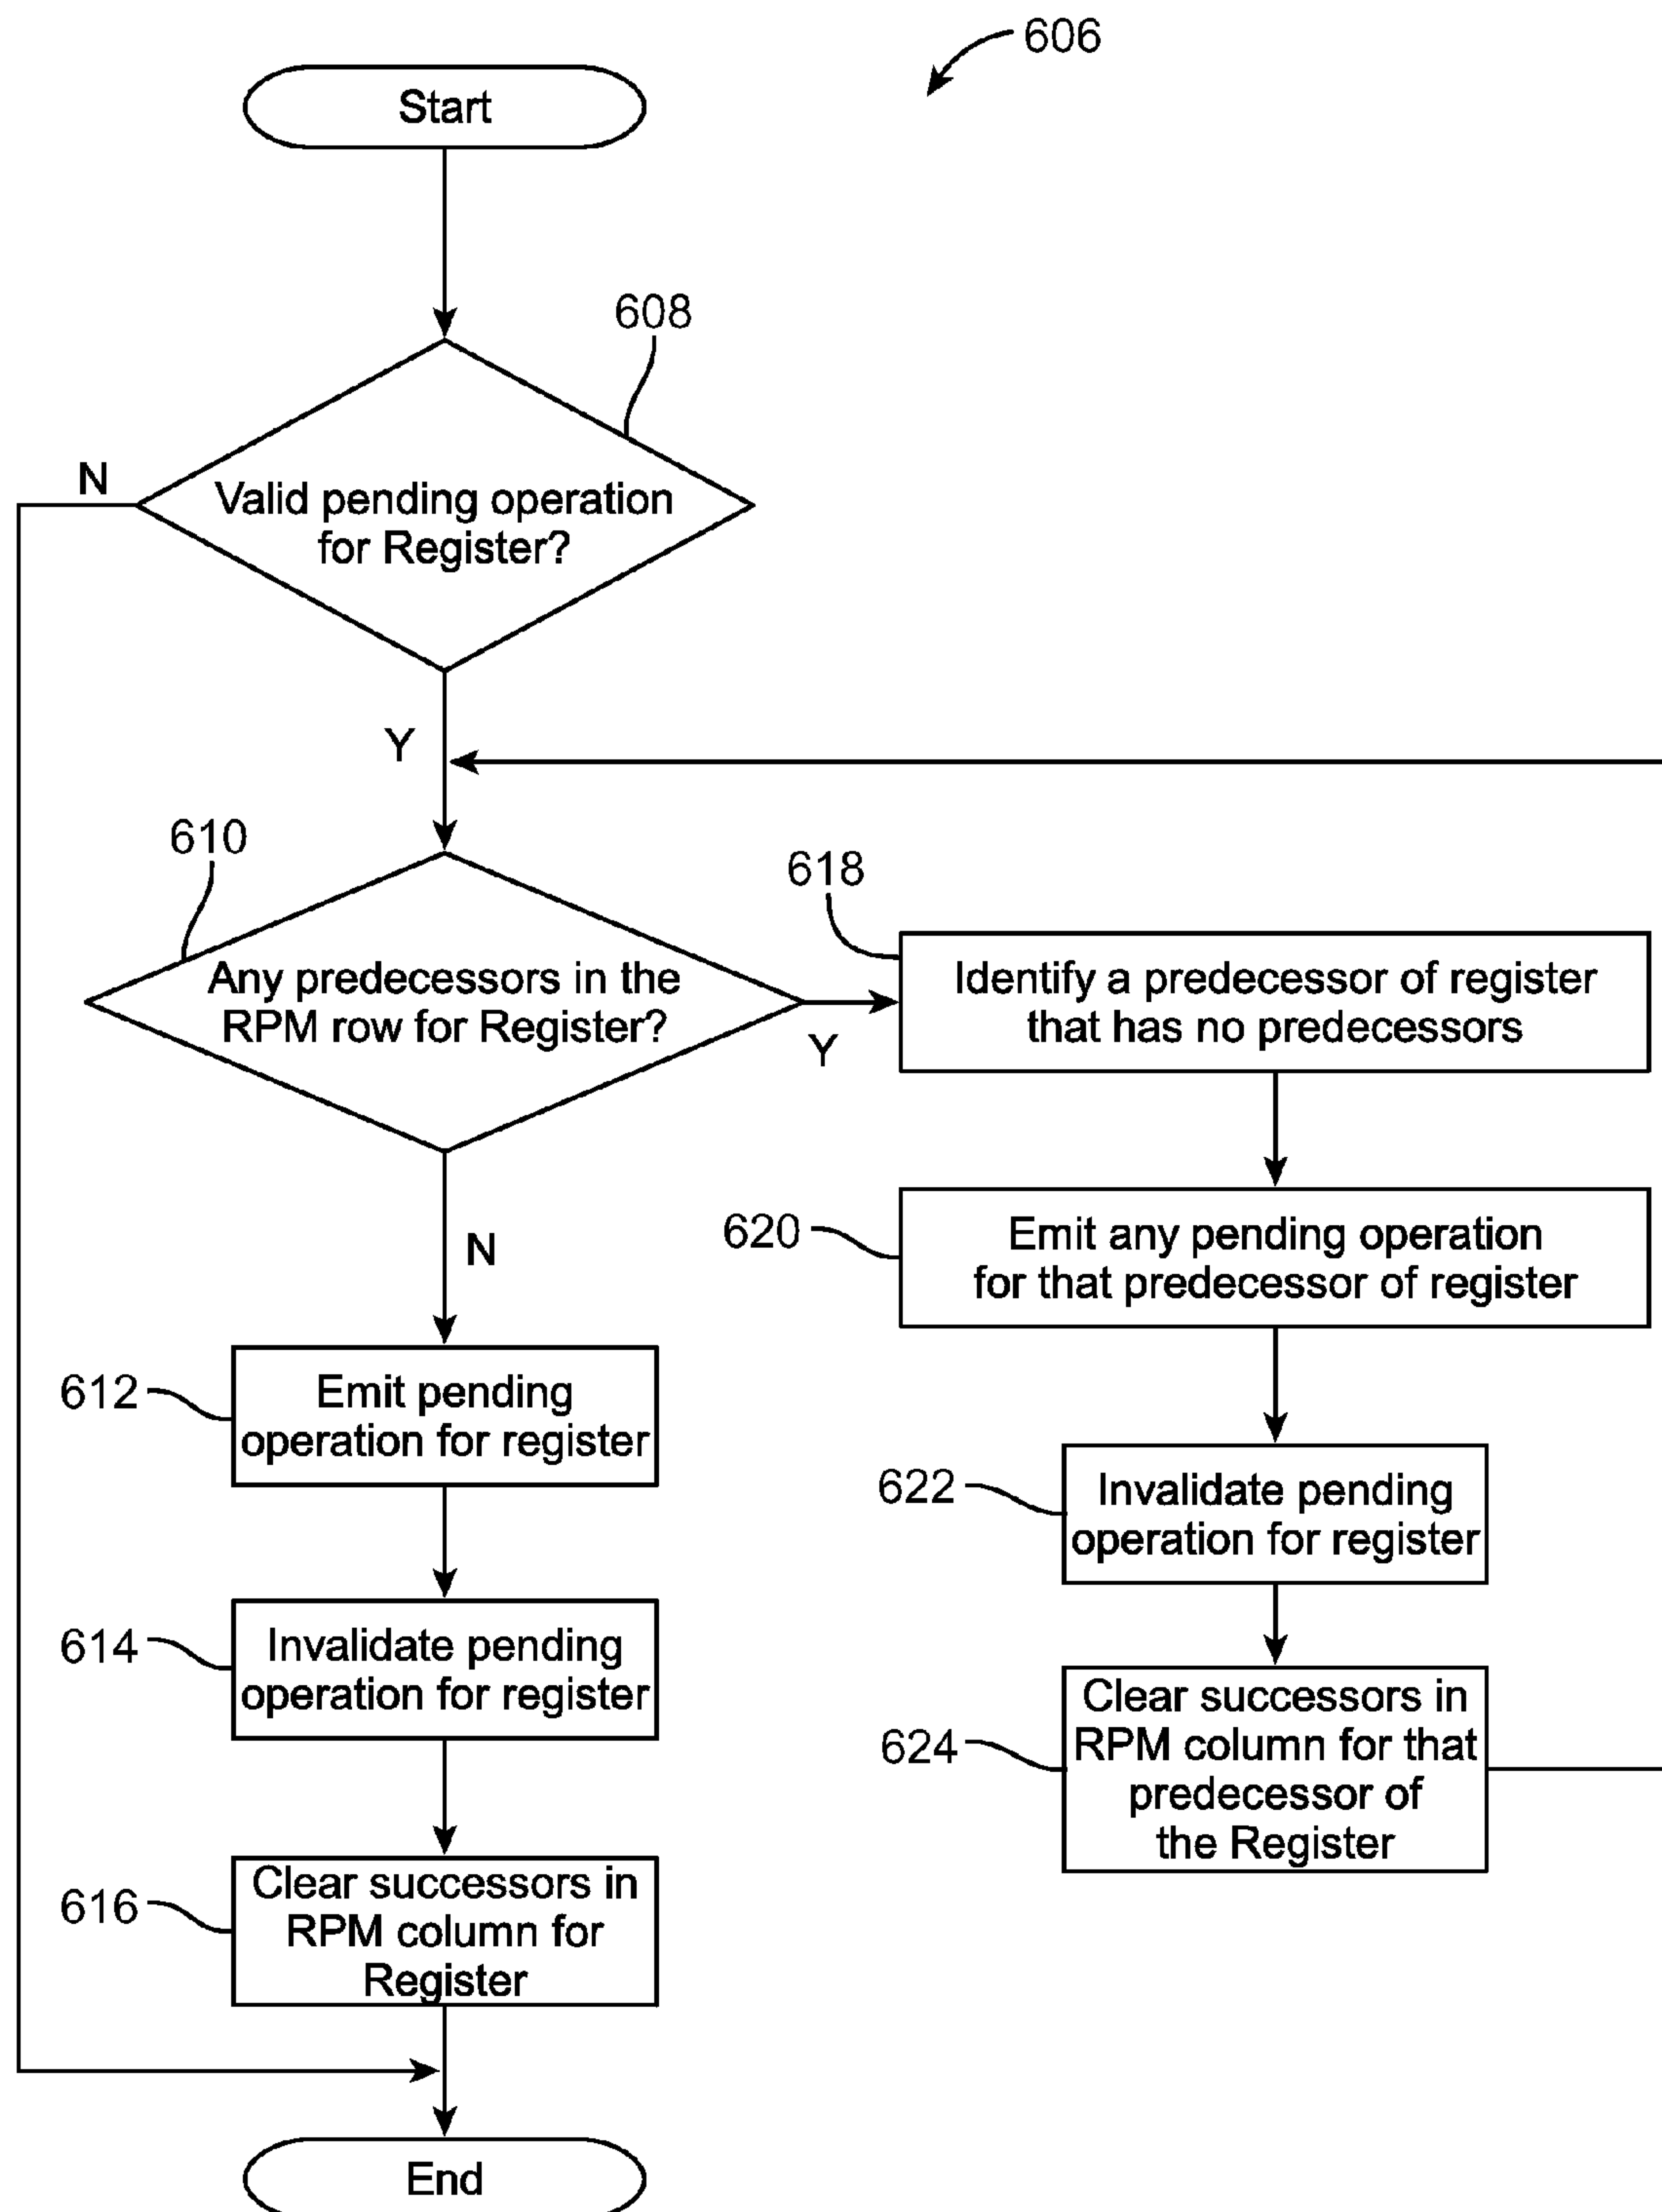 606
Start
608
N
Valid pending operation
for Register?
Y
610
618
Any predecessors in the
RPM row for Register?
Y
Identify a predecessor of register
that has no predecessors
620
Emit any pending operation
for that predecessor of register
N
612
Emit pending
operation for register
622
Invalidate pending
operation for register
614
Invalidate pending
operation for register
624
Clear successors in
RPM column for that
predecessor of
the Register
616
Clear successors in
RPM column for
Register
End